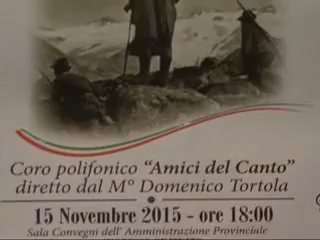 Coro polifonico "Amici del Canto"
diretto dal M° Domenico Tortola
15 Novembre 2015 - ore 18:00
Sala Convegni dell' Amministrazione Provinciale